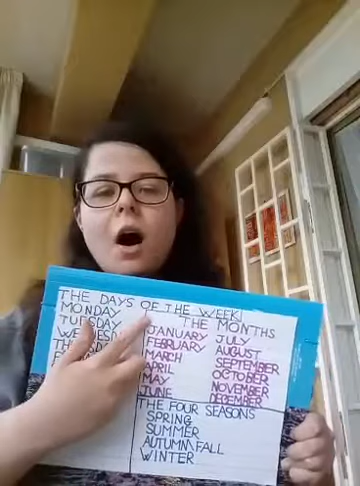 THE DAYS OF THE WEEK
MONDAY
TUESDAY
THE MONTHS
JANUARY
FEBRUARY
MARCH
APRIL
MAY
JUNE
JULY
AUGUST
SEPTEMBER
OCTOBER
NOVEMBER
DECEMBER
THE FOUR SEASONS
SPRING
SUMMER
AUTUMN/FALL
WINTER